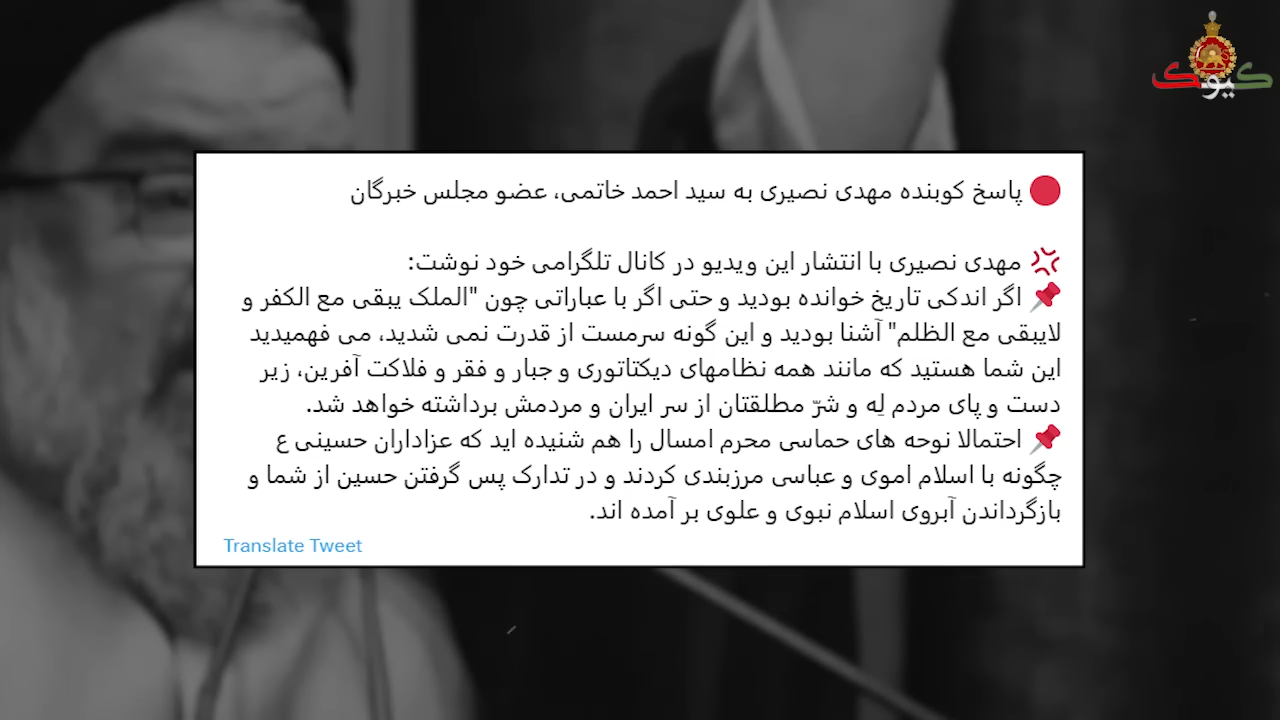 کیوک
🔴 پاسخ کوبنده مهدی نصیری به سید احمد خاتمی، عضو مجلس خبرگان
💢 مهدی نصیری با انتشار این ویدیو در کانال تلگرامی خود نوشت:
📌 اگر اندکی تاریخ خوانده بودید و حتی اگر با عباراتی چون "الملک یبقی مع الکفر و
لایبقی مع الظلم" آشنا بودید و این گونه سرمست از قدرت نمی شدید، می فهمیدید
این شما هستید که مانند همه نظامهای دیکتاتوری و جبار و فقر و فلاکت آفرین، زیر
دست و پای مردم لِه و شرّ مطلقتان از سر ایران و مردمش برداشته خواهد شد.
📌 احتمالا نوحه های حماسی محرم امسال را هم شنیده اید که عزاداران حسینی ع
چگونه با اسلام اموی و عباسی مرزبندی کردند و در تدارک پس گرفتن حسین از شما و
بازگرداندن آبروی اسلام نبوی و علوی بر آمده اند.
Translate Tweet